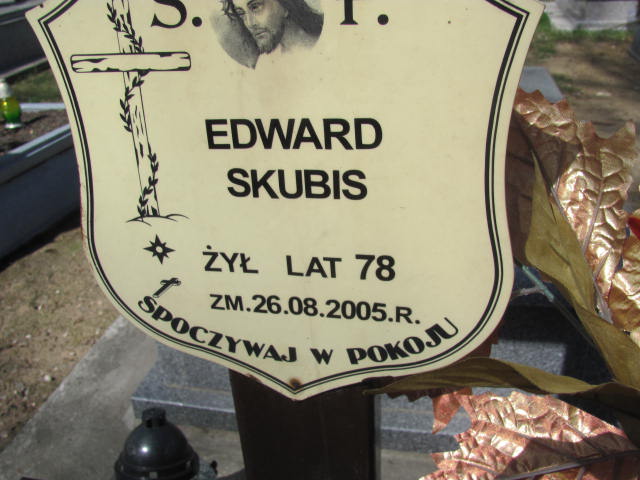 Ś. P.
EDWARD
SKUBIS
ŻYŁ LAT 78
ZM.26.08.2005.R.
SPOCZYWAJ W POKOJU